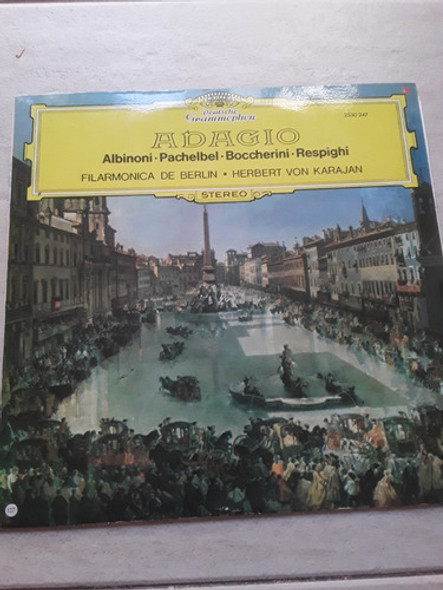 Deutsche
Grammophon
2530 247
ADAGIO
Albinoni · Pachelbel · Boccherini · Respighi
FILARMONICA DE BERLIN · HERBERT VON KARAJAN
STEREO